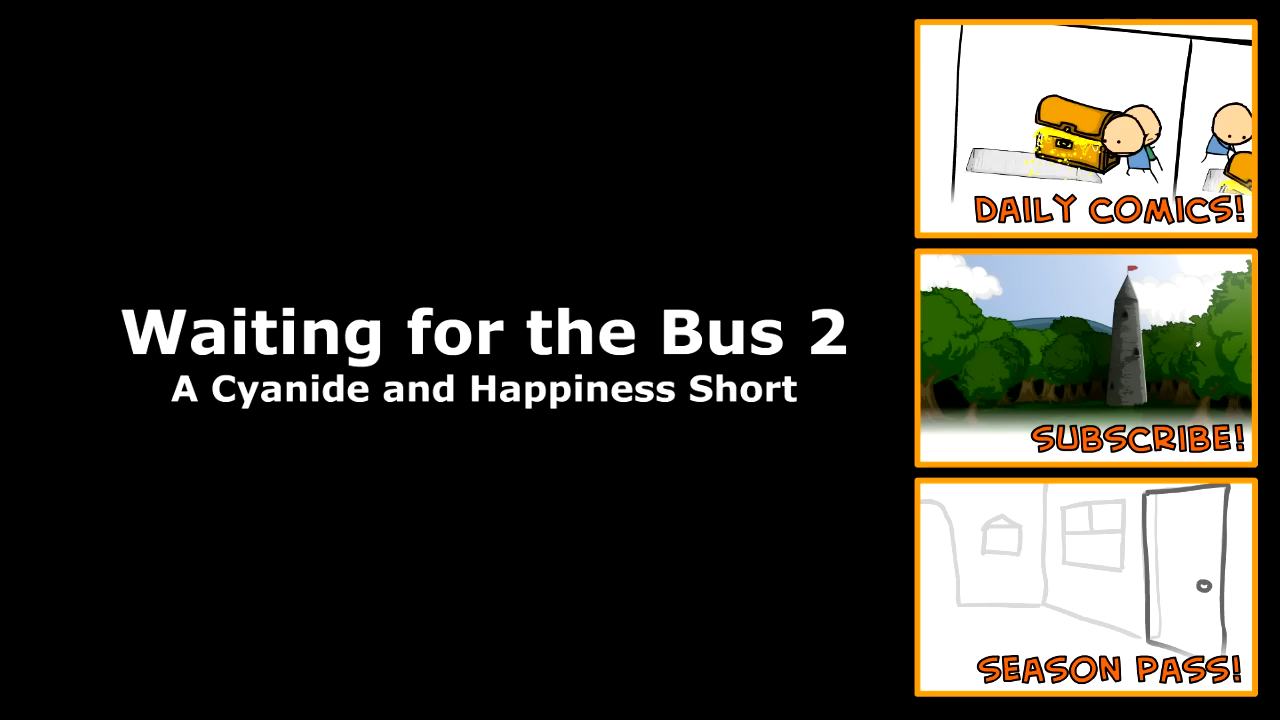 Waiting for the Bus 2
A Cyanide and Happiness Short
DAILY COMICS!
SUBSCRIBE!
SEASON PASS!